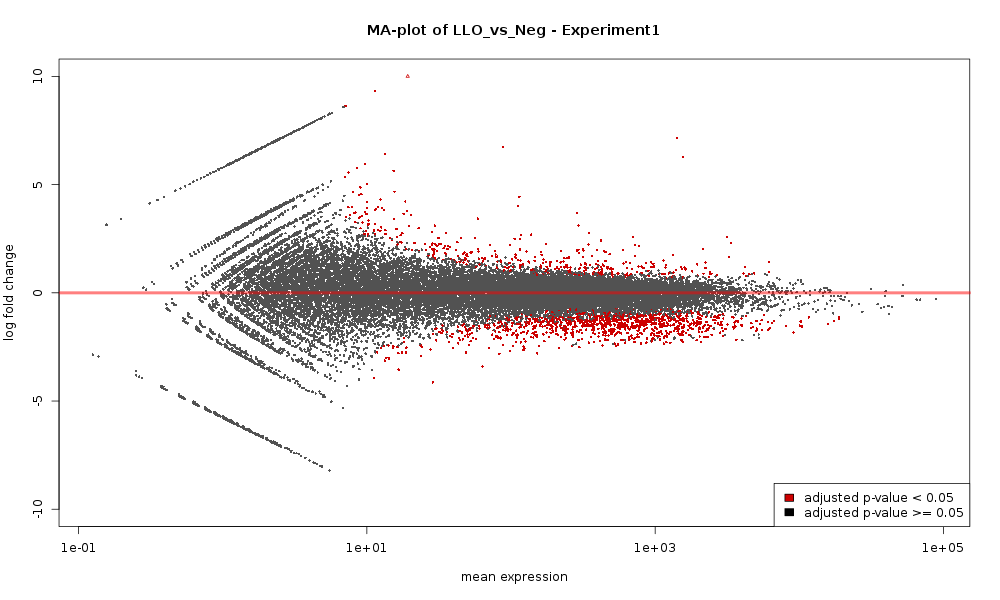 MA-plot of LLO_vs_Neg - Experiment1
log fold change
10
5
0
-5
-10
1e-01
1e+01
1e+03
1e+05
mean expression
adjusted p-value < 0.05
adjusted p-value >= 0.05